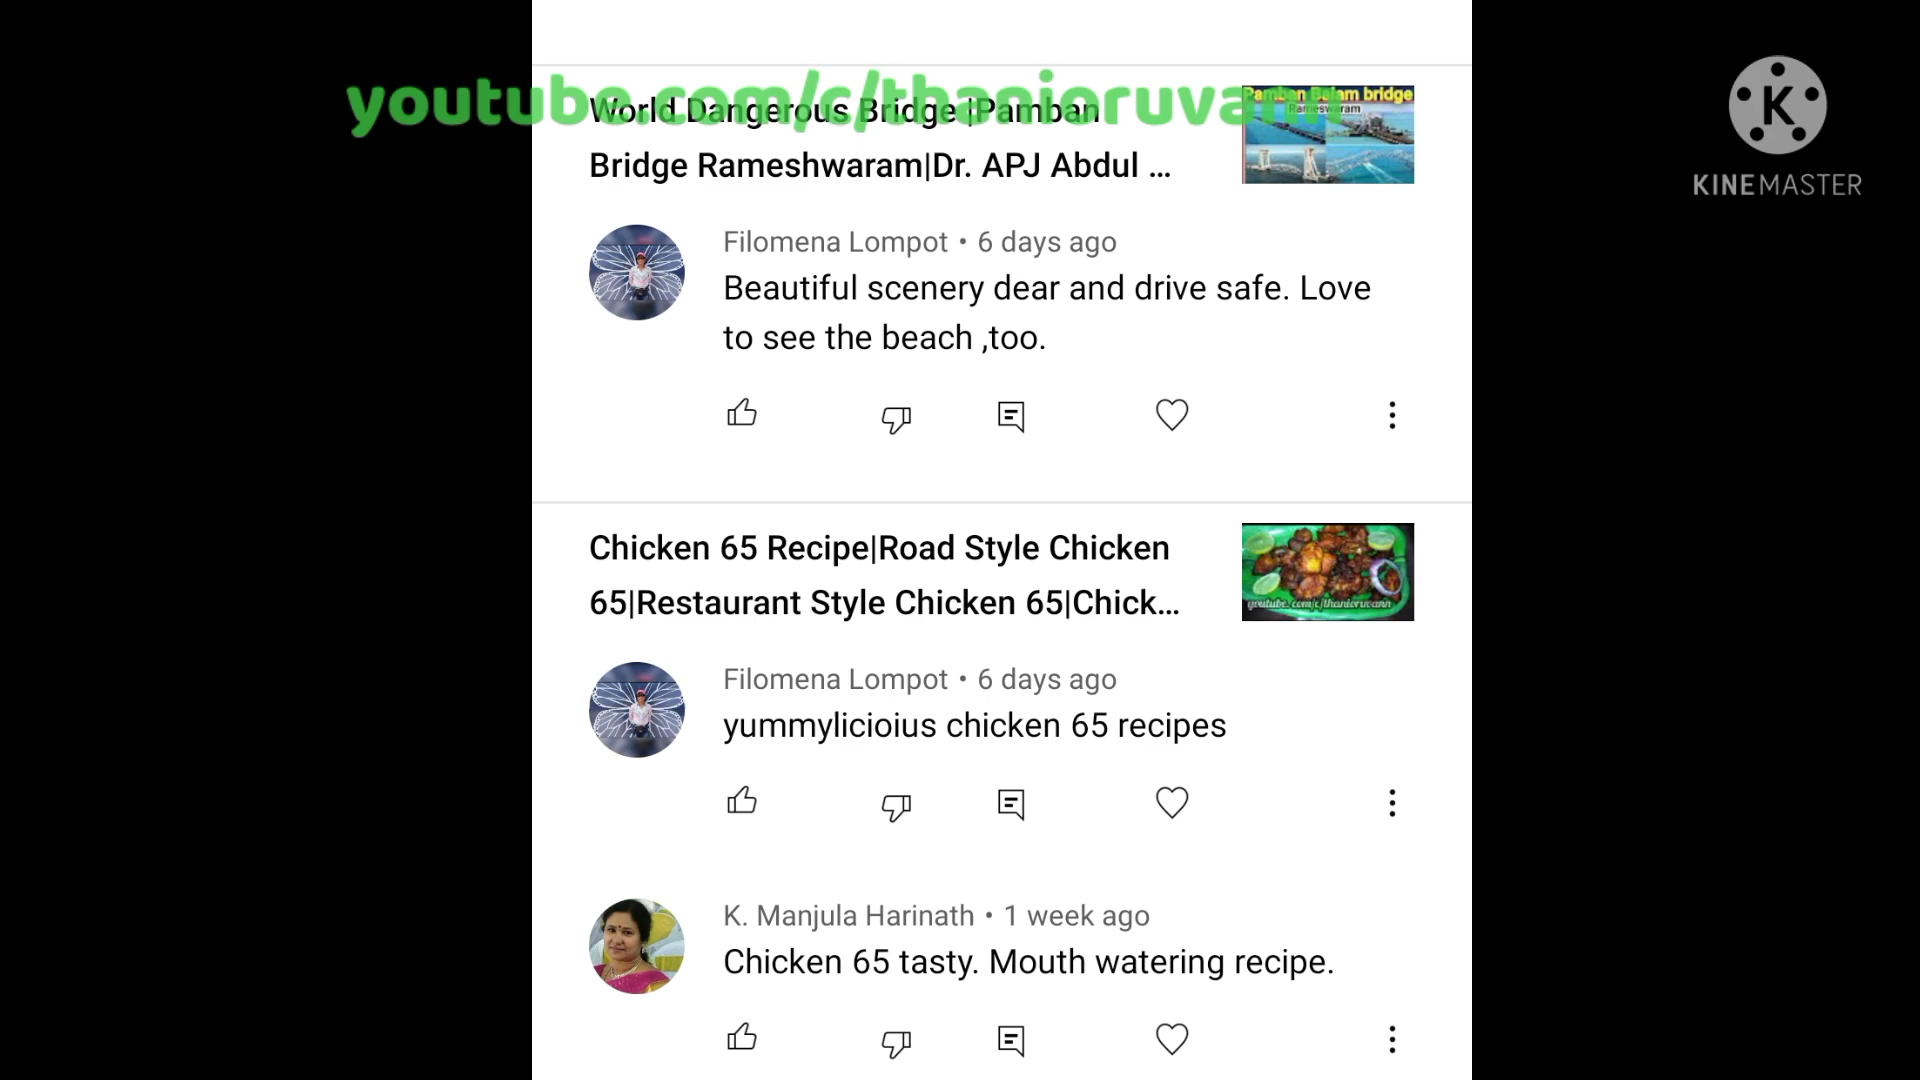 youtube.com/c/thanioruvann
World Dangerous Bridge |Pamban
Bridge Rameshwaram|Dr. APJ Abdul ...
Pamban Balam bridge
Rameswaram
K
KINEMASTER
Filomena Lompot • 6 days ago
Beautiful scenery dear and drive safe. Love
to see the beach ,too.
Chicken 65 Recipe|Road Style Chicken
65|Restaurant Style Chicken 65|Chick...
youtube.com/c/thanioruvann
Filomena Lompot • 6 days ago
yummylicioius chicken 65 recipes
K. Manjula Harinath • 1 week ago
Chicken 65 tasty. Mouth watering recipe.